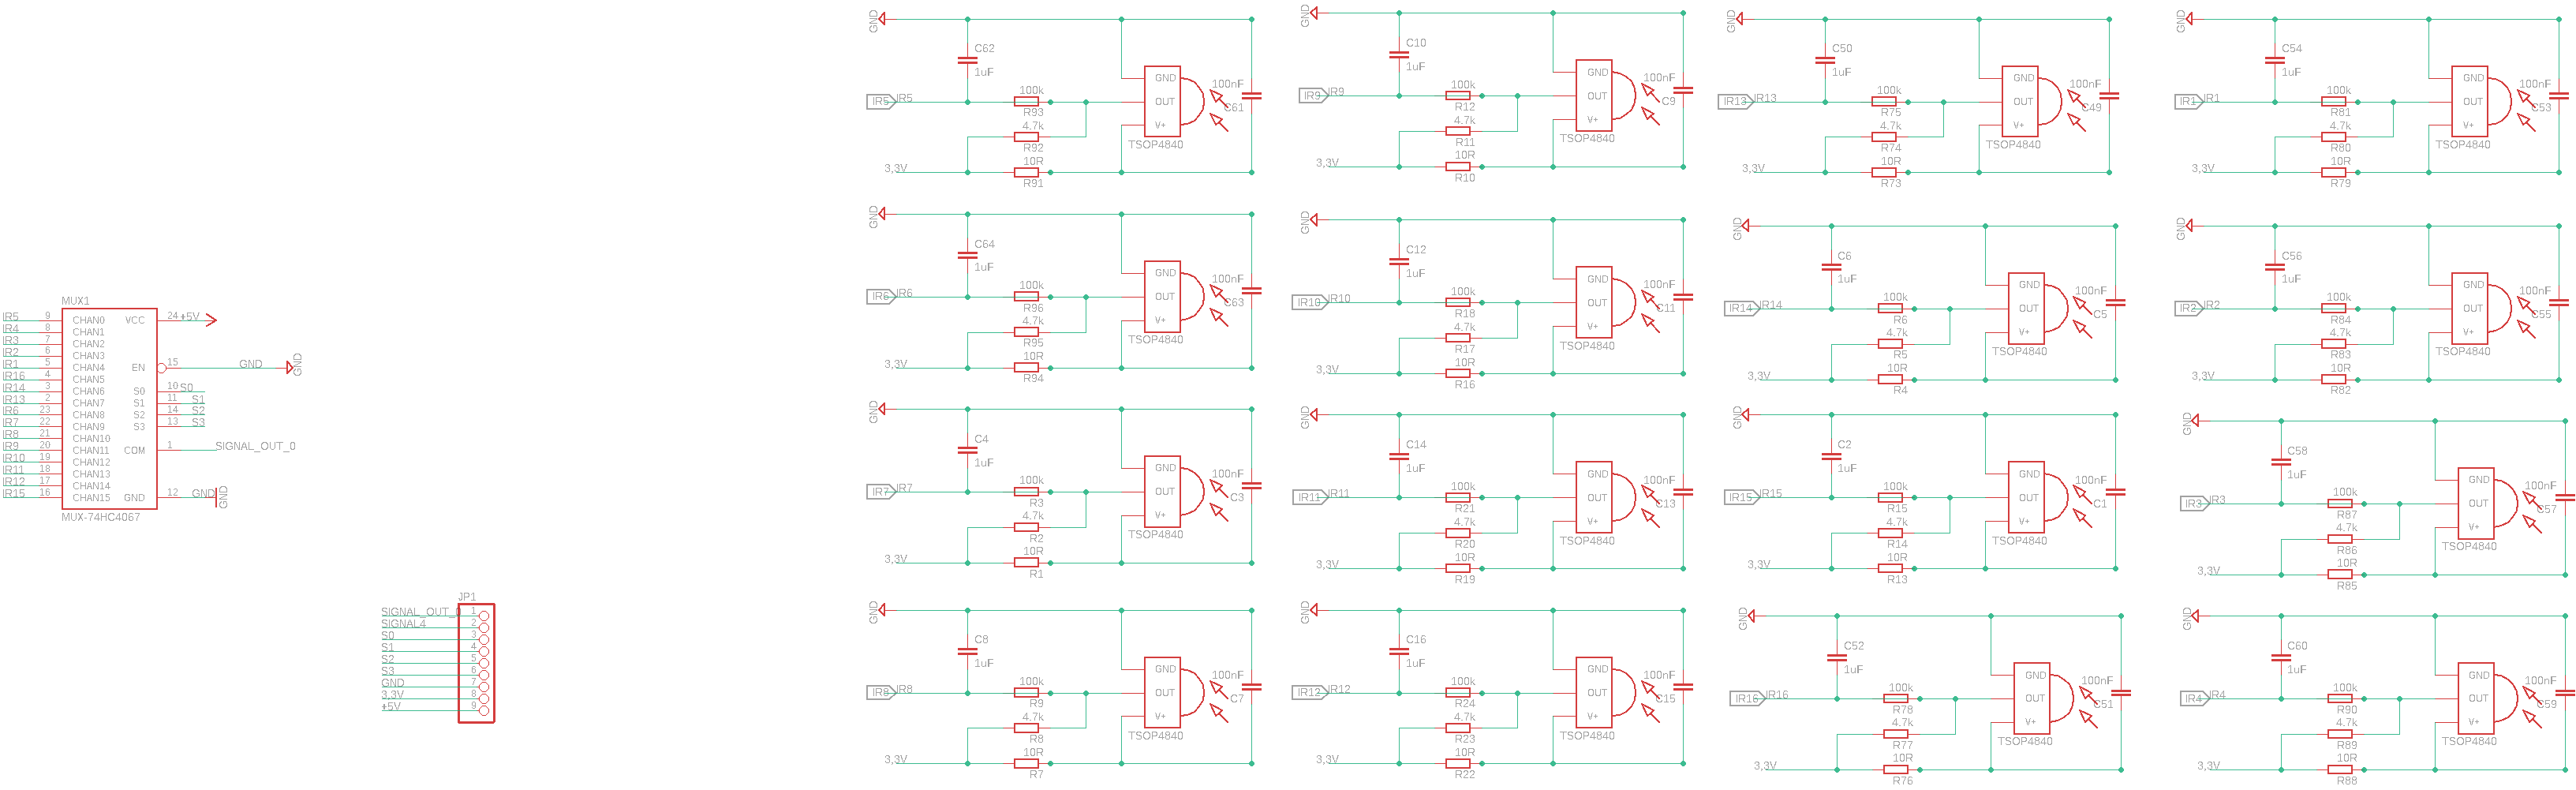 MUX1
IR5 9 CHAN0 VCC 24 +5V
IR4 8 CHAN1
IR3 7 CHAN2
IR2 6 CHAN3
IR1 5 CHAN4 EN 15 GND GND
IR16 4 CHAN5
IR14 3 CHAN6 S0 10 S0
IR13 2 CHAN7 S1 11 S1
IR6 23 CHAN8 S2 14 S2
IR7 22 CHAN9 S3 13 S3
IR8 21 CHAN10
IR9 20 CHAN11 COM 1 SIGNAL_OUT_0
IR10 19 CHAN12
IR11 18 CHAN13
IR12 17 CHAN14
IR15 16 CHAN15 GND 12 GND GND
MUX-74HC4067
JP1
SIGNAL_OUT_0 1
SIGNAL4 2
S0 3
S1 4
S2 5
S3 6
GND 7
3,3V 8
+5V 9
GND
C62
1uF
GND
100nF
100k
IR5 IR5
OUT
C61
R93
4.7k
V+
R92
TSOP4840
10R
3,3V
R91
GND
C10
1uF
GND
100nF
100k
IR9 IR9
OUT
C9
R12
4.7k
V+
R11
TSOP4840
10R
3,3V
R10
GND
C50
1uF
GND
100nF
100k
IR13 IR13
OUT
C49
R75
4.7k
V+
R74
TSOP4840
10R
3,3V
R73
GND
C54
1uF
GND
100nF
100k
IR1 IR1
OUT
C53
R81
4.7k
V+
R80
TSOP4840
10R
3,3V
R79
GND
C64
1uF
GND
100nF
100k
IR6 IR6
OUT
C63
R96
4.7k
V+
R95
TSOP4840
10R
3,3V
R94
GND
C12
1uF
GND
100nF
100k
IR10 IR10
OUT
C11
R18
4.7k
V+
R17
TSOP4840
10R
3,3V
R16
GND
C6
1uF
GND
100nF
100k
IR14 IR14
OUT
C5
R6
4.7k
V+
R5
TSOP4840
10R
3,3V
R4
GND
C56
1uF
GND
100nF
100k
IR2 IR2
OUT
C55
R84
4.7k
V+
R83
TSOP4840
10R
3,3V
R82
GND
C4
1uF
GND
100nF
100k
IR7 IR7
OUT
C3
R3
4.7k
V+
R2
TSOP4840
10R
3,3V
R1
GND
C14
1uF
GND
100nF
100k
IR11 IR11
OUT
C13
R21
4.7k
V+
R20
TSOP4840
10R
3,3V
R19
GND
C2
1uF
GND
100nF
100k
IR15 IR15
OUT
C1
R15
4.7k
V+
R14
TSOP4840
10R
3,3V
R13
GND
C58
1uF
GND
100nF
100k
IR3 IR3
OUT
C57
R87
4.7k
V+
R86
TSOP4840
10R
3,3V
R85
GND
C8
1uF
GND
100nF
100k
IR8 IR8
OUT
C7
R9
4.7k
V+
R8
TSOP4840
10R
3,3V
R7
GND
C16
1uF
GND
100nF
100k
IR12 IR12
OUT
C15
R24
4.7k
V+
R23
TSOP4840
10R
3,3V
R22
GND
C52
1uF
GND
100nF
100k
IR16 IR16
OUT
C51
R78
4.7k
V+
R77
TSOP4840
10R
3,3V
R76
GND
C60
1uF
GND
100nF
100k
IR4 IR4
OUT
C59
R90
4.7k
V+
R89
TSOP4840
10R
3,3V
R88